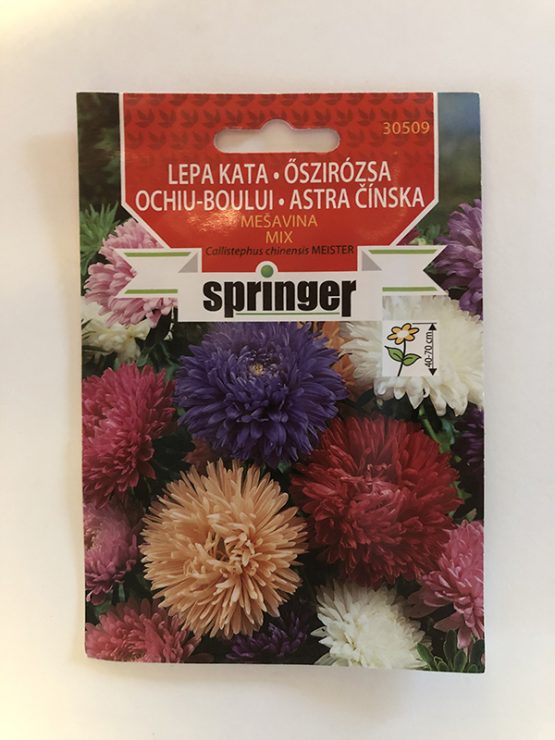 30509
LEPA KATA • ŐSZIRÓZSA
OCHIU-BOULUI • ASTRA ČÍNSKA
MEŠAVINA
MIX
Callistephus chinensis MEISTER
springer
40-70 cm